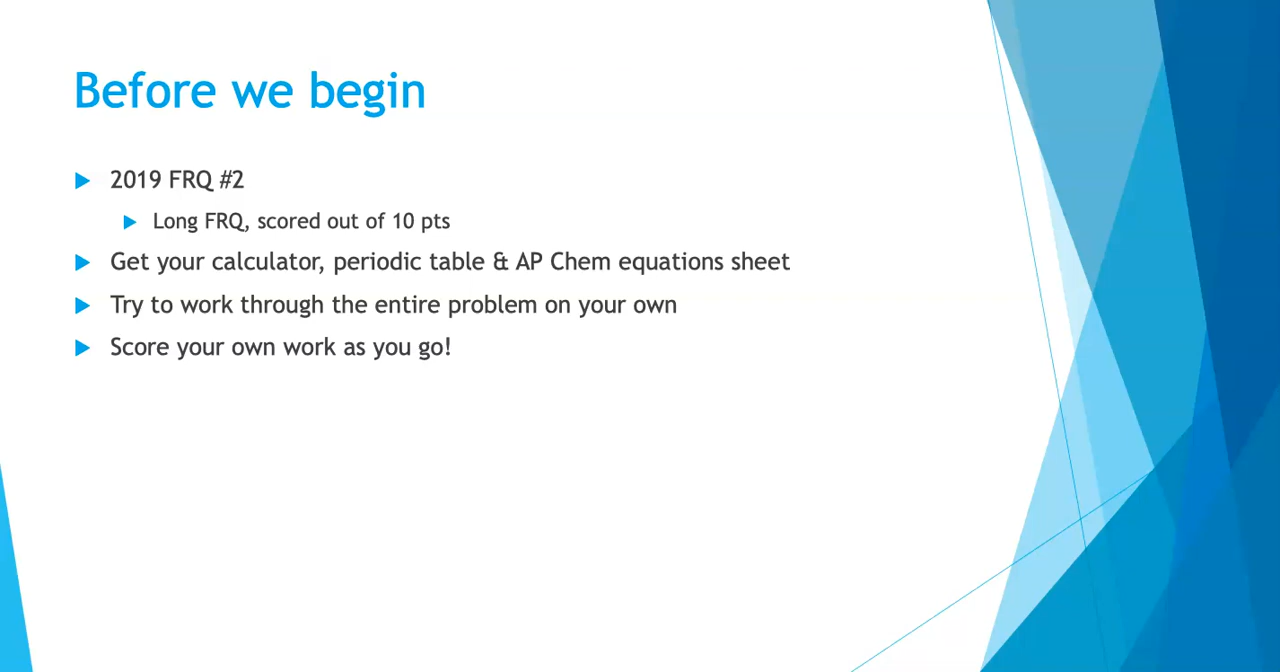 Before we begin
2019 FRQ #2
Long FRQ, scored out of 10 pts
Get your calculator, periodic table & AP Chem equations sheet
Try to work through the entire problem on your own
Score your own work as you go!